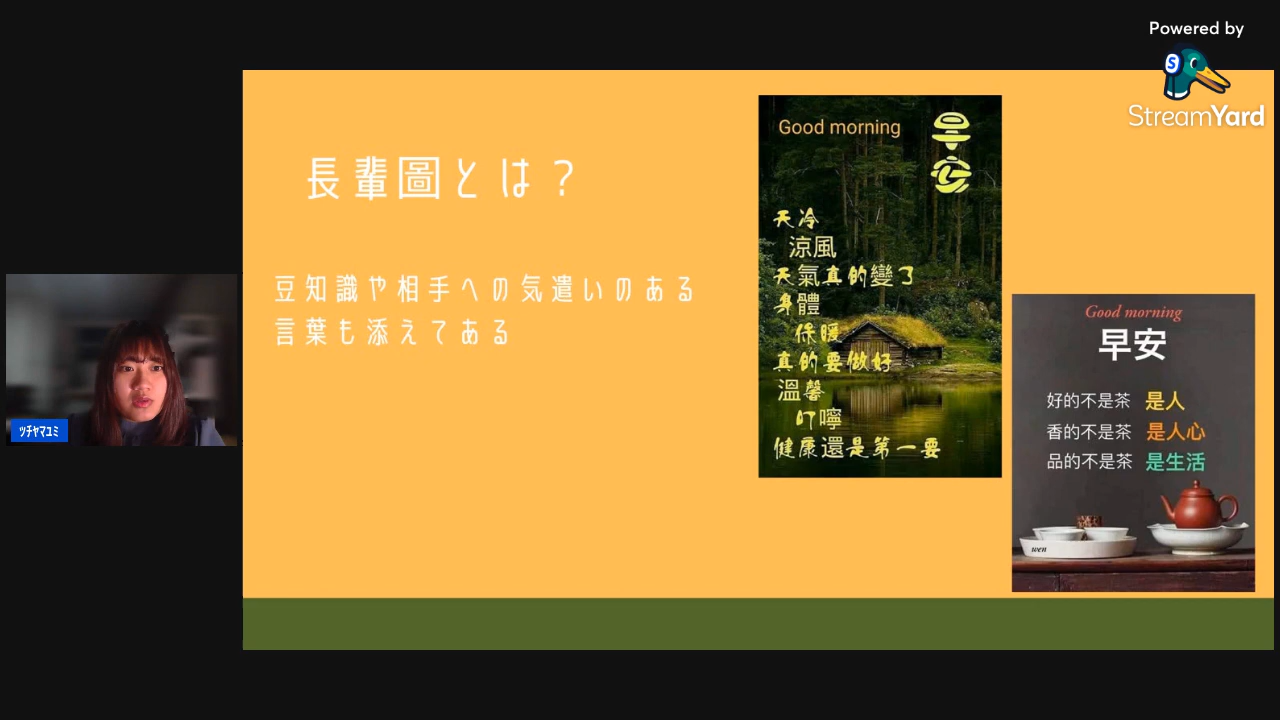 Powered by
StreamYard
長輩圖とは？
豆知識や相手への気遣いのある
言葉も添えてある
Good morning
早安
天冷
涼風
天氣真的變了
身體
保暖
真的要做好
溫馨
叮嚀
健康還是第一要
Good morning
早安
好的不是茶 是人
香的不是茶 是人心
品的不是茶 是生活
wen
ツチヤマユミ